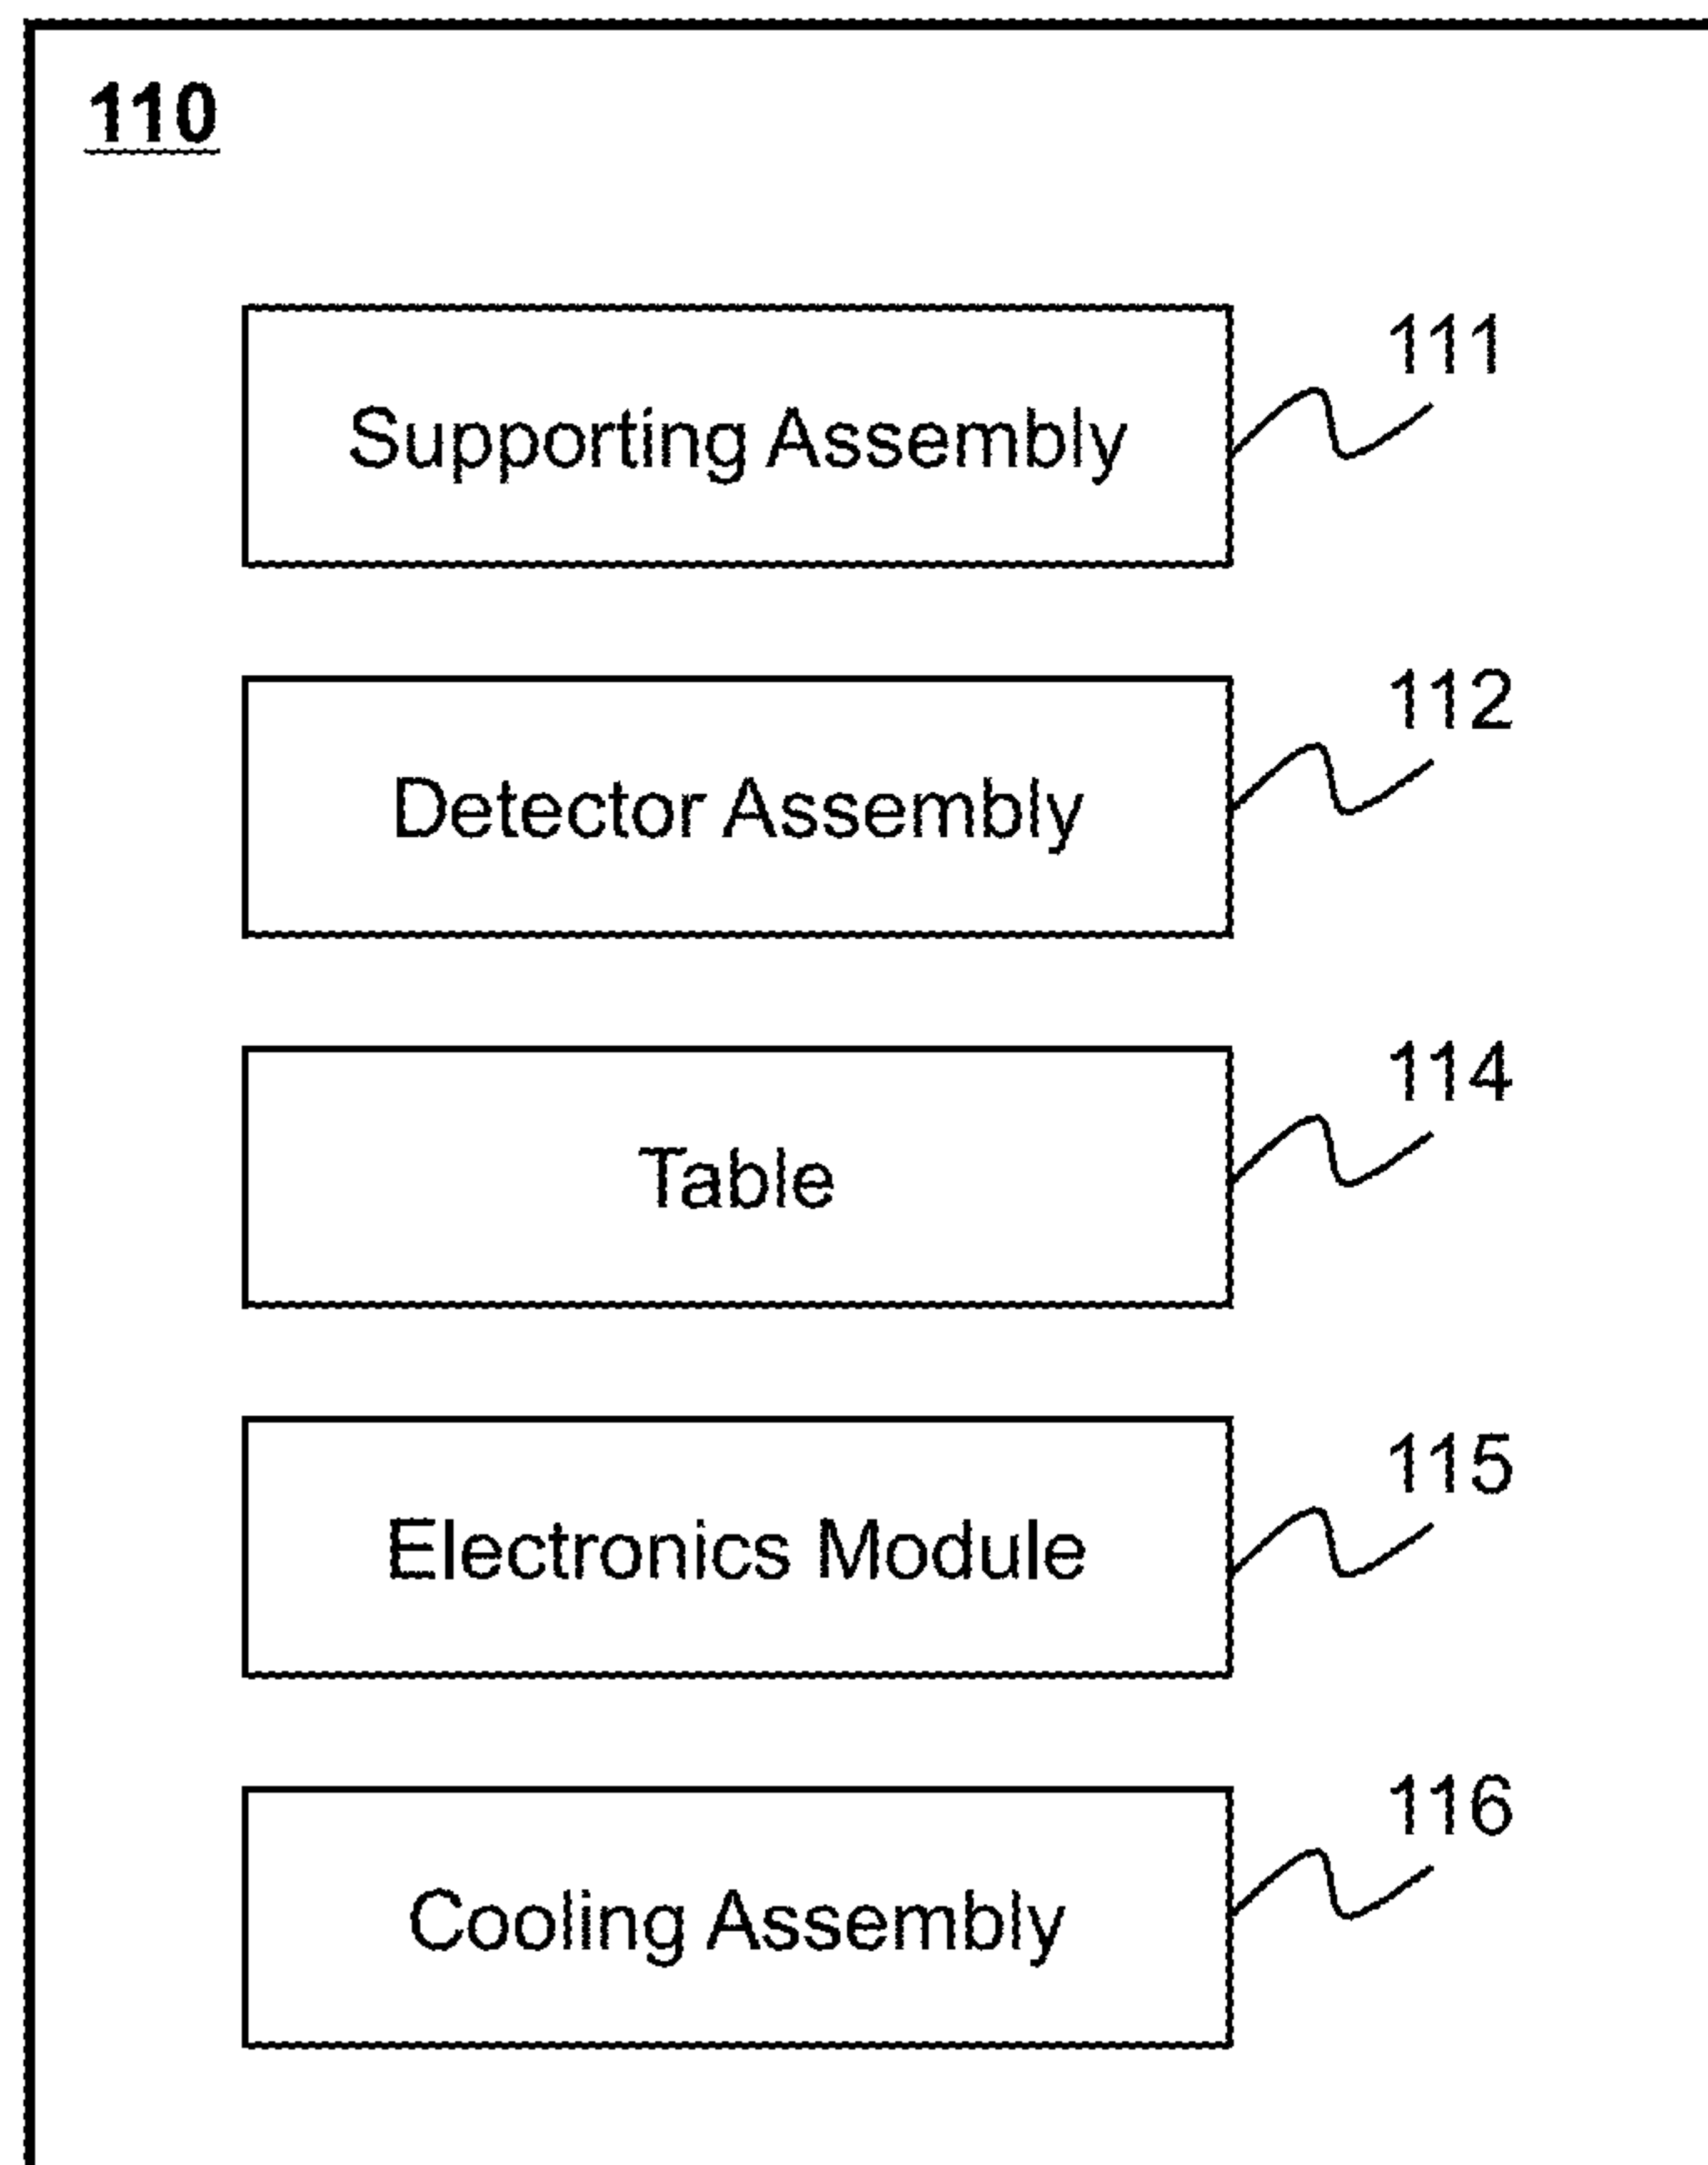 110
111
Supporting Assembly
112
Detector Assembly
114
Table
115
Electronics Module
116
Cooling Assembly